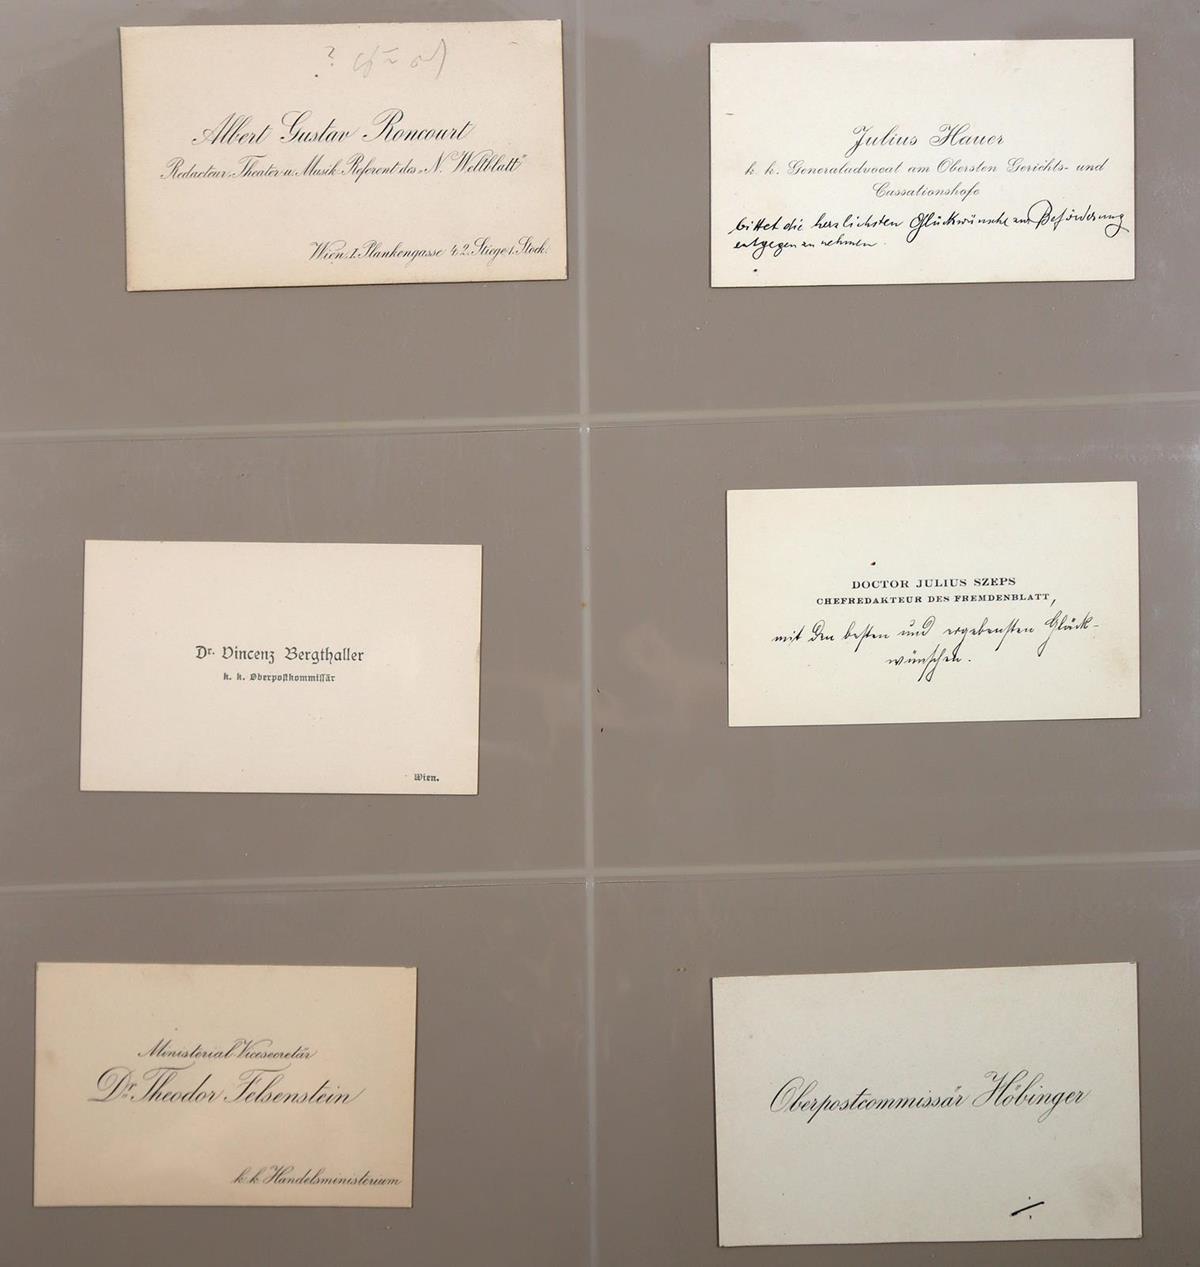 Albert Gustav Roncourt
Redacteur, Theater u. Musik-Referent des „N. Weltblatt“
Wien, I. Plankengasse 4. 2. Stiege 1. Stock.
Julius Hauer
k. k. Generaladvocat am Obersten Gerichts- und
Cassationshofe
bittet die herzlichsten Glückwünsche zur Beförderung
entgegen zu nehmen.
Dr. Vincenz Bergthaller
k. k. Oberpostkommissär
Wien.
DOCTOR JULIUS SZEPS
CHEFREDAKTEUR DES FREMDENBLATT,
mit den besten und ergebensten Glück-
wünschen.
Ministerial-Vicesecretär
Dr. Theodor Felsenstein
k. k. Handelsministerium
Oberpostcommissär Höbinger